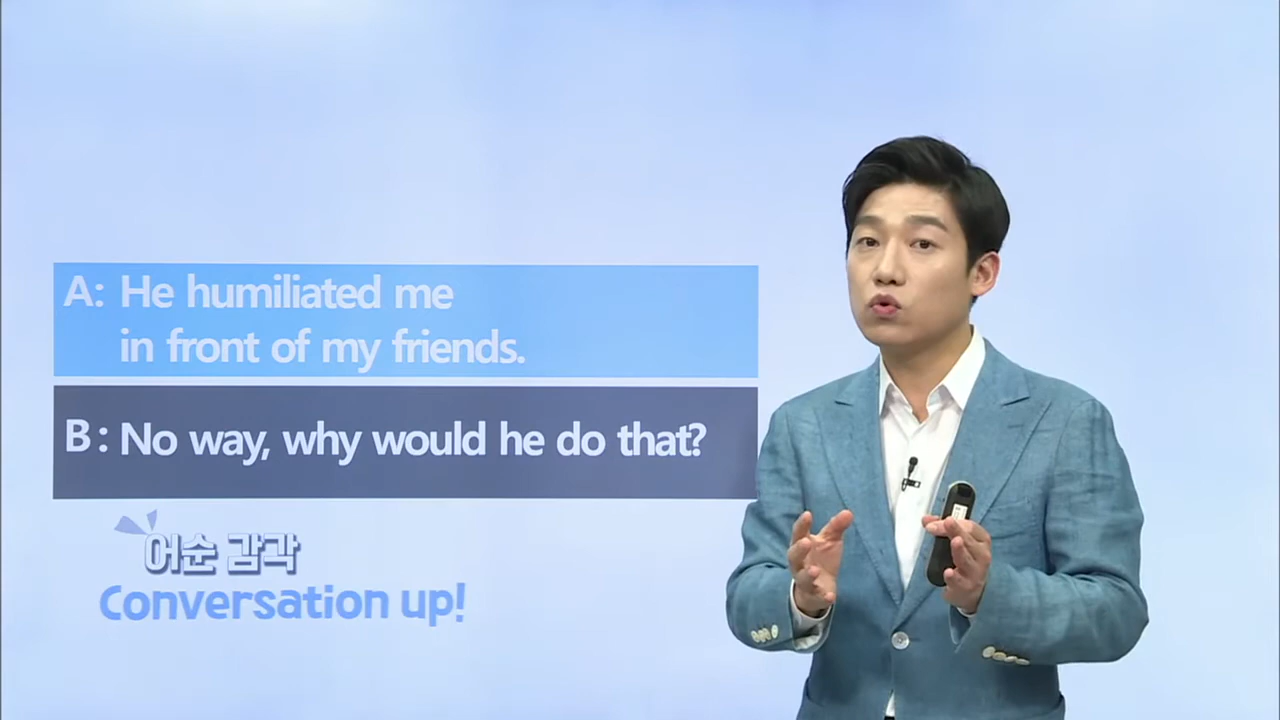 A: He humiliated me
in front of my friends.
B: No way, why would he do that?
어순 감각
Conversation up!